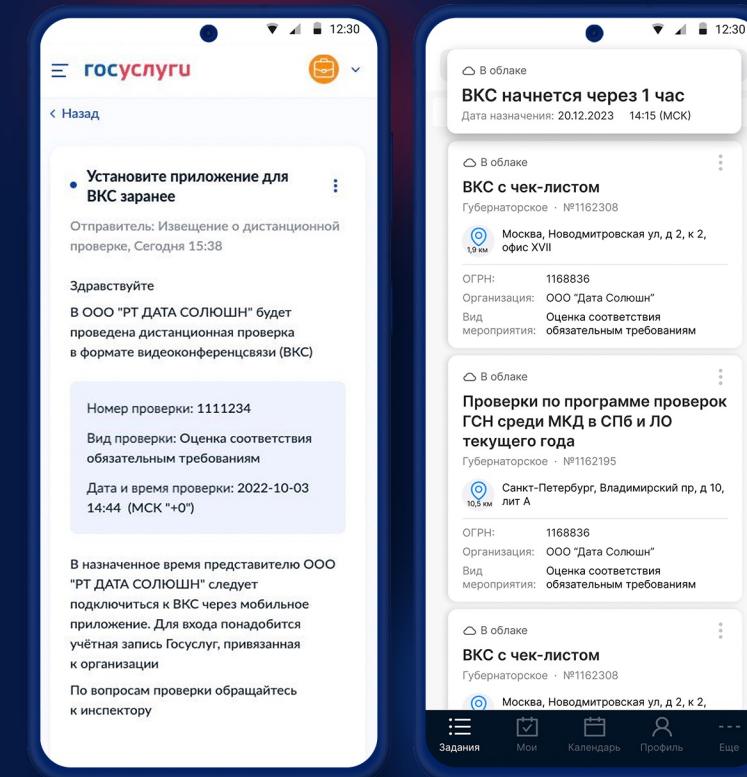 12:30
госуслуги
Назад
Установите приложение для
ВКС заранее
Отправитель: Извещение о дистанционной
проверке, Сегодня 15:38
Здравствуйте
В ООО "РТ ДАТА СОЛЮШН" будет
проведена дистанционная проверка
в формате видеоконференцсвязи (ВКС)
Номер проверки: 1111234
Вид проверки: Оценка соответствия
обязательным требованиям
Дата и время проверки: 2022-10-03
14:44 (МСК "+0")
В назначенное время представителю ООО
"РТ ДАТА СОЛЮШН" следует
подключиться к ВКС через мобильное
приложение. Для входа понадобится
учётная запись Госуслуг, привязанная
к организации
По вопросам проверки обращайтесь
к инспектору
12:30
В облаке
ВКС начнется через 1 час
Дата назначения: 20.12.2023 14:15 (МСК)
В облаке
ВКС с чек-листом
Губернаторское · №1162308
1,9 км
Москва, Новодмитровская ул, д 2, к 2,
офис XVII
ОГРН: 1168836
Организация: ООО "Дата Солюшн"
Вид Оценка соответствия
мероприятия: обязательным требованиям
В облаке
Проверки по программе проверок
ГСН среди МКД в СПб и ЛО
текущего года
Губернаторское · №1162195
10,5 км
Санкт-Петербург, Владимирский пр, д 10,
лит А
ОГРН: 1168836
Организация: ООО "Дата Солюшн"
Вид Оценка соответствия
мероприятия: обязательным требованиям
В облаке
ВКС с чек-листом
Губернаторское · №1162308
Москва, Новодмитровская ул, д 2, к 2,
Задания Мои Календарь Профиль Еще